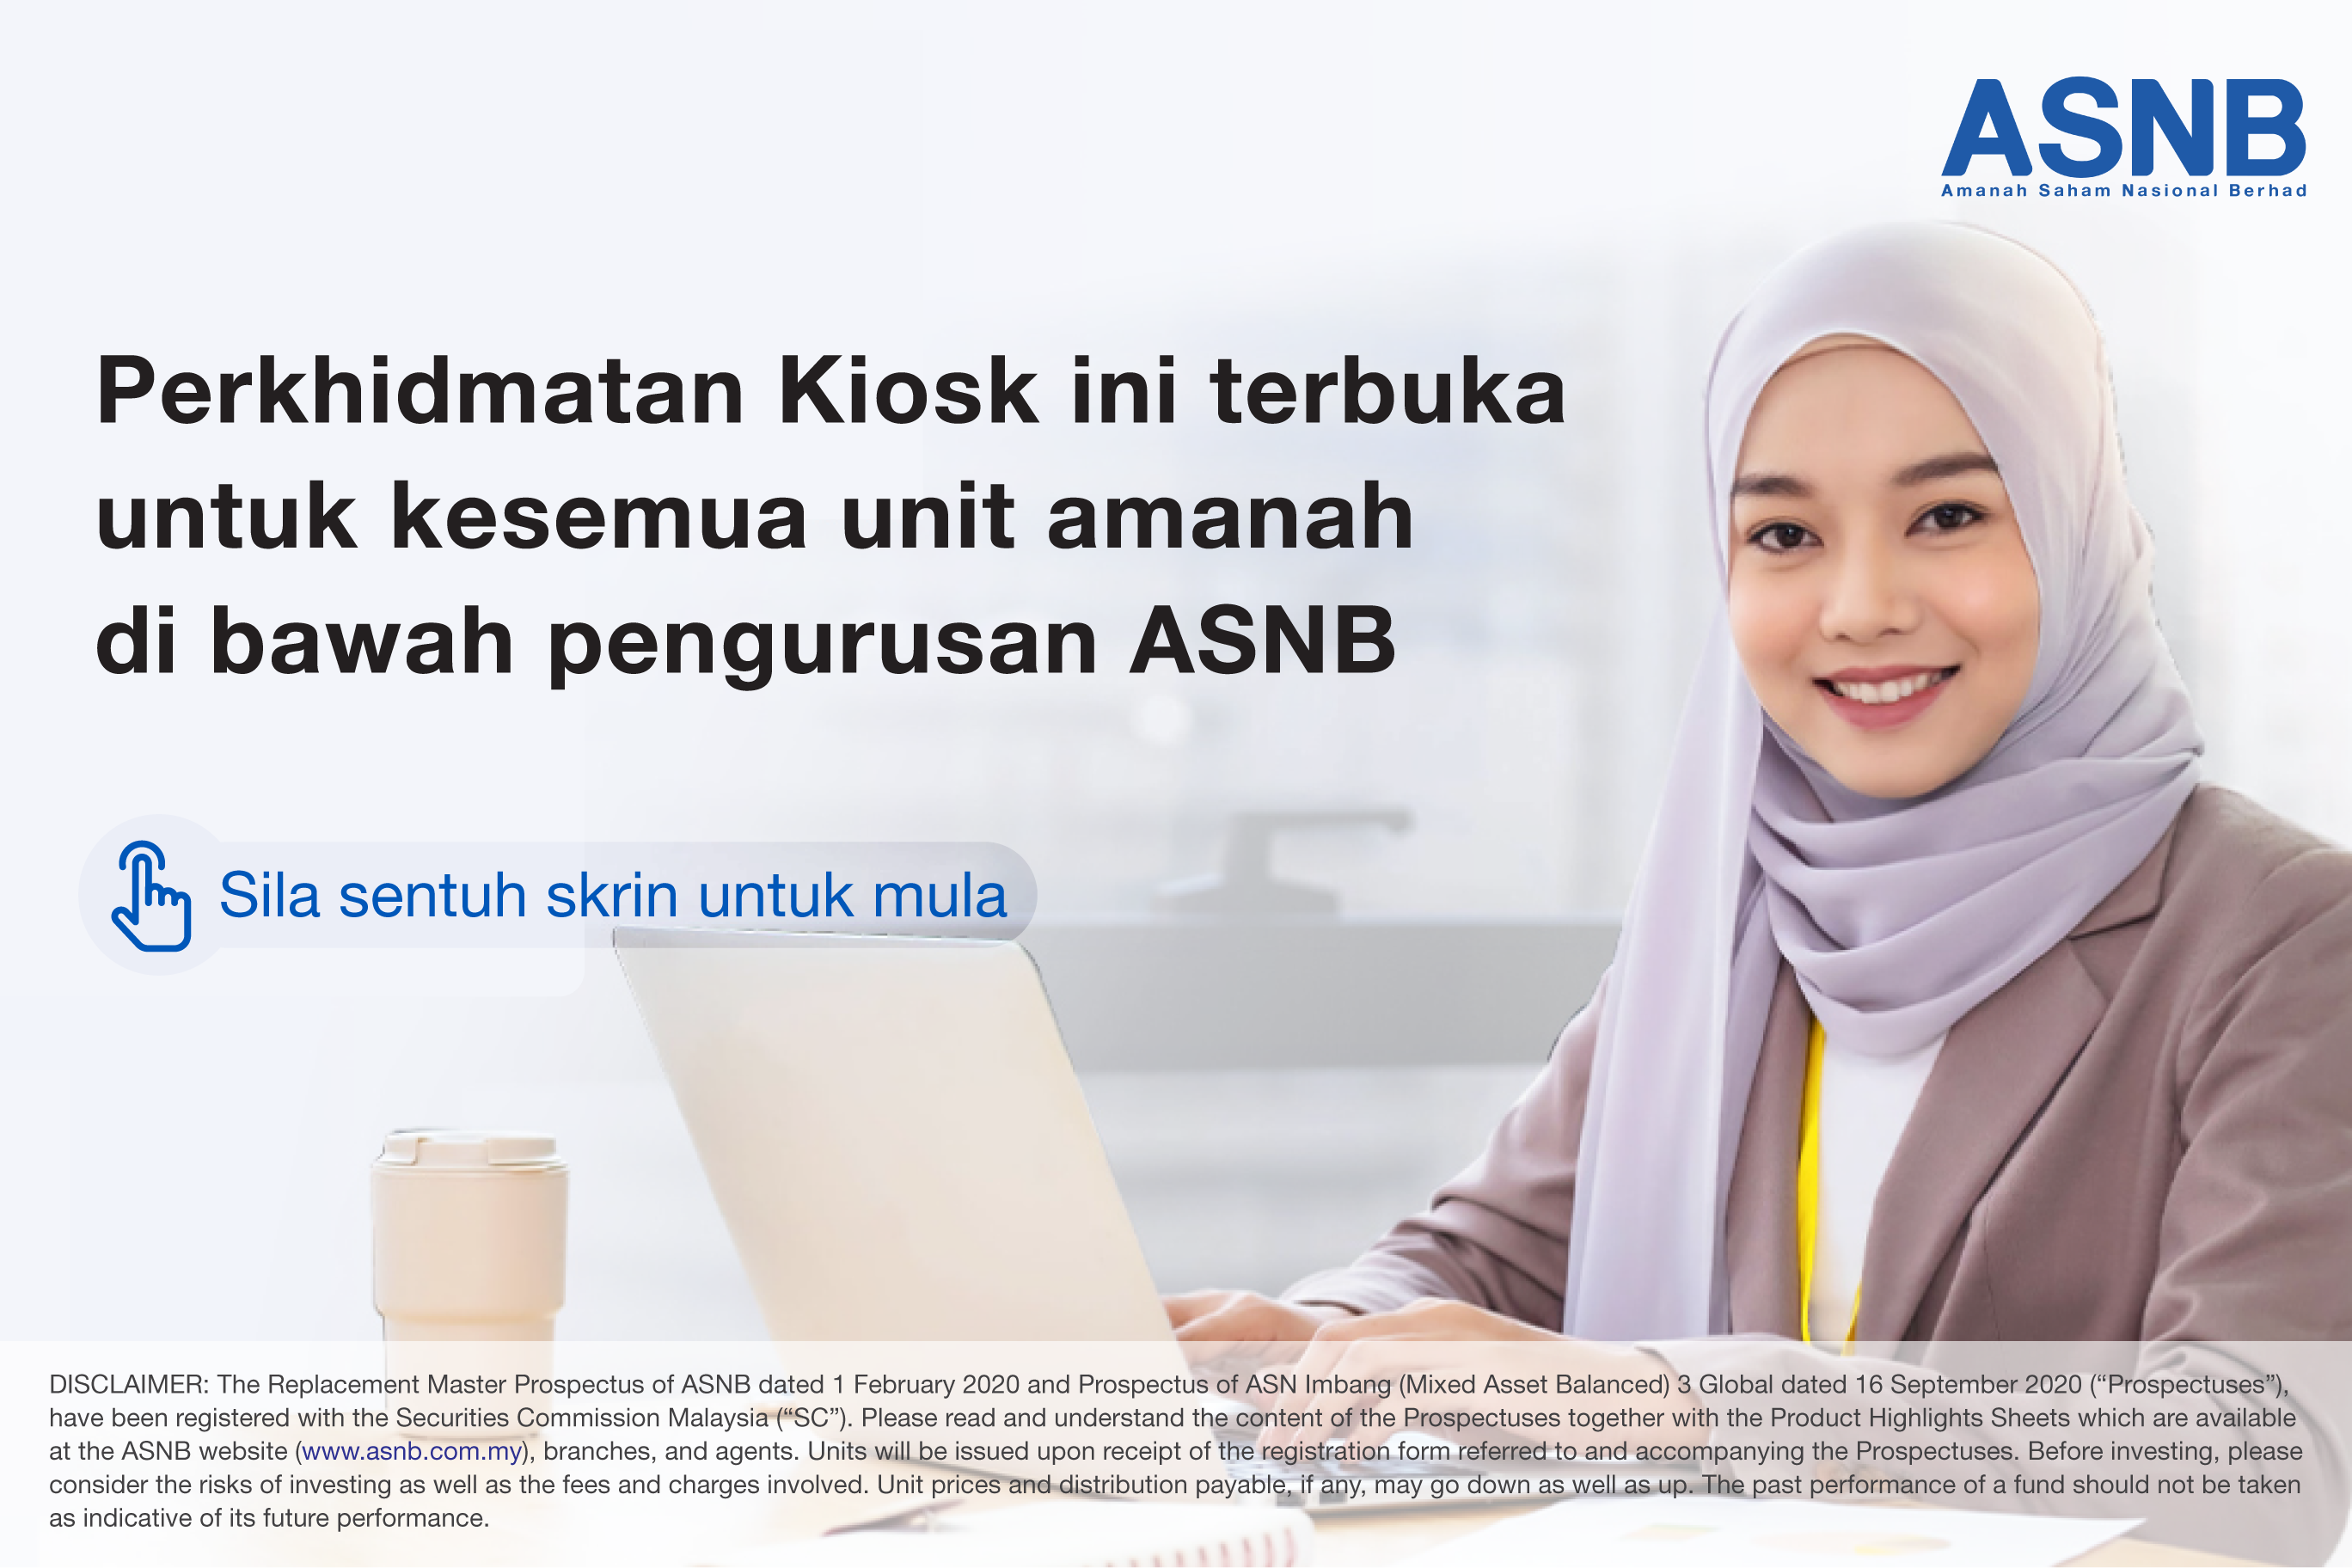 ASNB
Amanah Saham Nasional Berhad
Perkhidmatan Kiosk ini terbuka
untuk kesemua unit amanah
di bawah pengurusan ASNB
Sila sentuh skrin untuk mula
DISCLAIMER: The Replacement Master Prospectus of ASNB dated 1 February 2020 and Prospectus of ASN Imbang (Mixed Asset Balanced) 3 Global dated 16 September 2020 (“Prospectuses”),
have been registered with the Securities Commission Malaysia (“SC”). Please read and understand the content of the Prospectuses together with the Product Highlights Sheets which are available
at the ASNB website (www.asnb.com.my), branches, and agents. Units will be issued upon receipt of the registration form referred to and accompanying the Prospectuses. Before investing, please
consider the risks of investing as well as the fees and charges involved. Unit prices and distribution payable, if any, may go down as well as up. The past performance of a fund should not be taken
as indicative of its future performance.